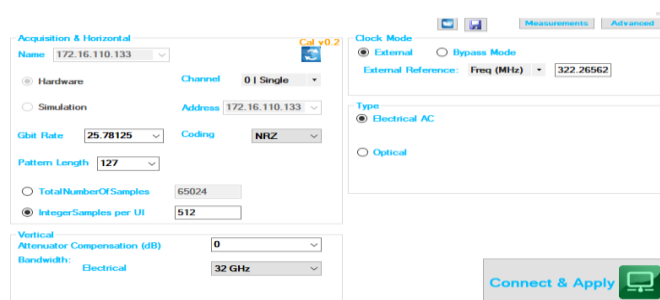 Measurements Advanced
Acquisition & Horizontal
Cal v0.2
Name 172.16.110.133
Hardware Channel 0 | Single
Simulation Address 172.16.110.133
Gbit Rate 25.78125 Coding NRZ
Pattern Length 127
TotalNumberOfSamples 65024
IntegerSamples per UI 512
Vertical
Attenuator Compensation (dB) 0
Bandwidth:
Electrical 32 GHz
Clock Mode
External Bypass Mode
External Reference: Freq (MHz) 322.26562
Type
Electrical AC
Optical
Connect & Apply